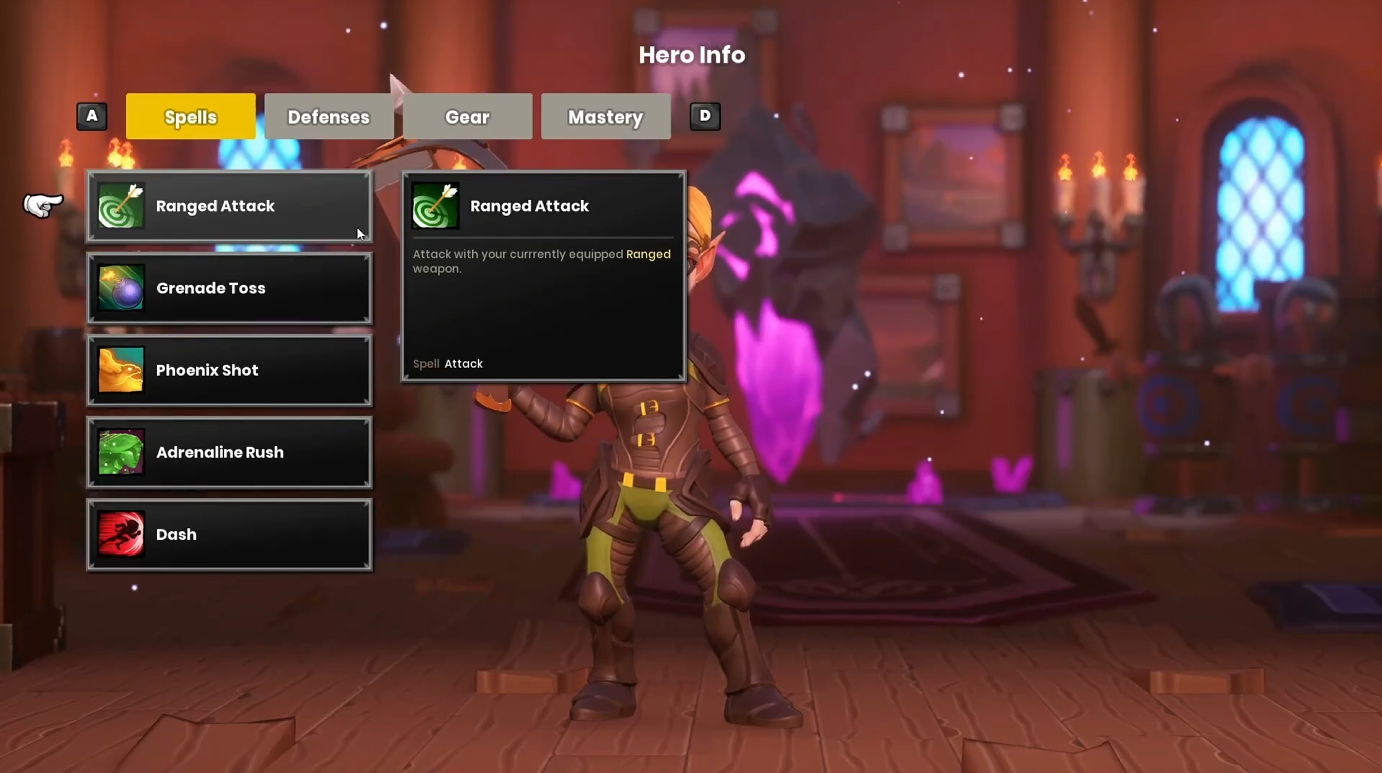 Hero Info
A
Spells
Defenses
Gear
Mastery
D
Ranged Attack
Grenade Toss
Phoenix Shot
Adrenaline Rush
Dash
Ranged Attack
Attack with your currrently equipped Ranged
weapon.
Spell Attack